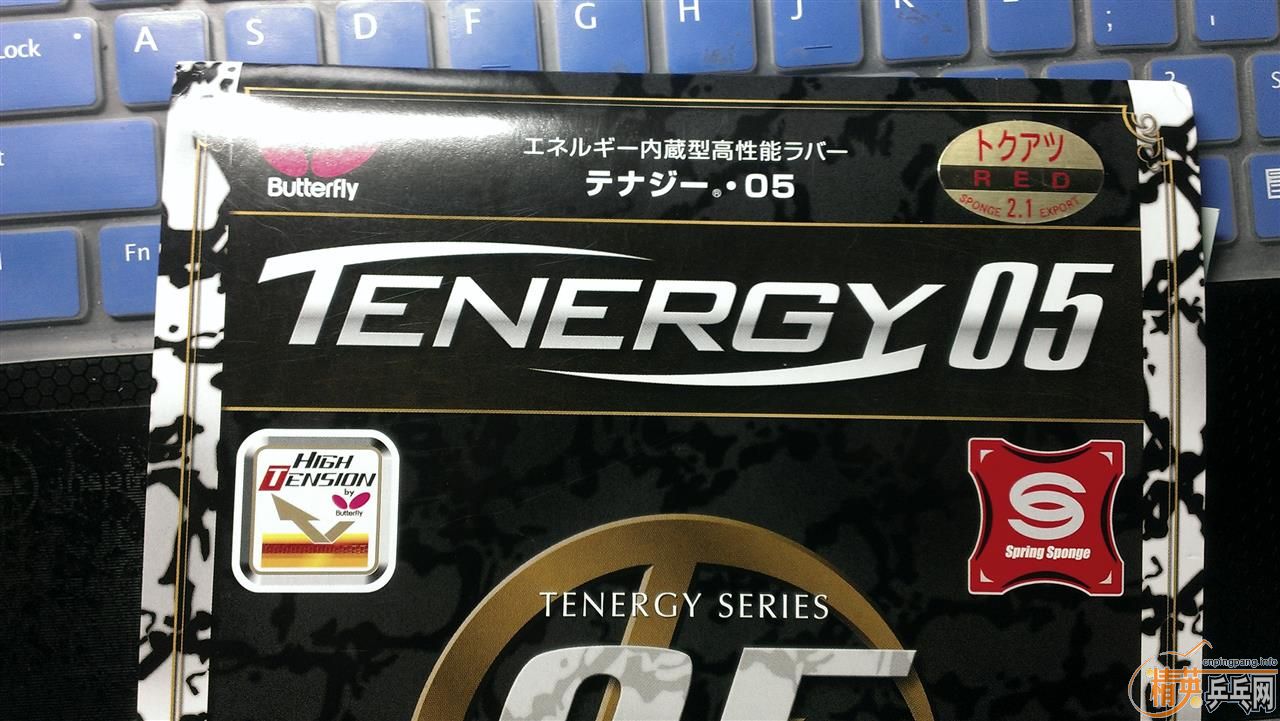 Lock
A
S
D
F
G
H
J
K
L
;
Fn
Butterfly
エネルギー内蔵型高性能ラバー
テナジー®・05
トクアツ
RED
SPONGE 2.1 EXPORT
TENERGY 05
HIGH
TENSION
by
Butterfly
Spring Sponge
TENERGY SERIES
05
cnpingpang.info
精英乒乓网